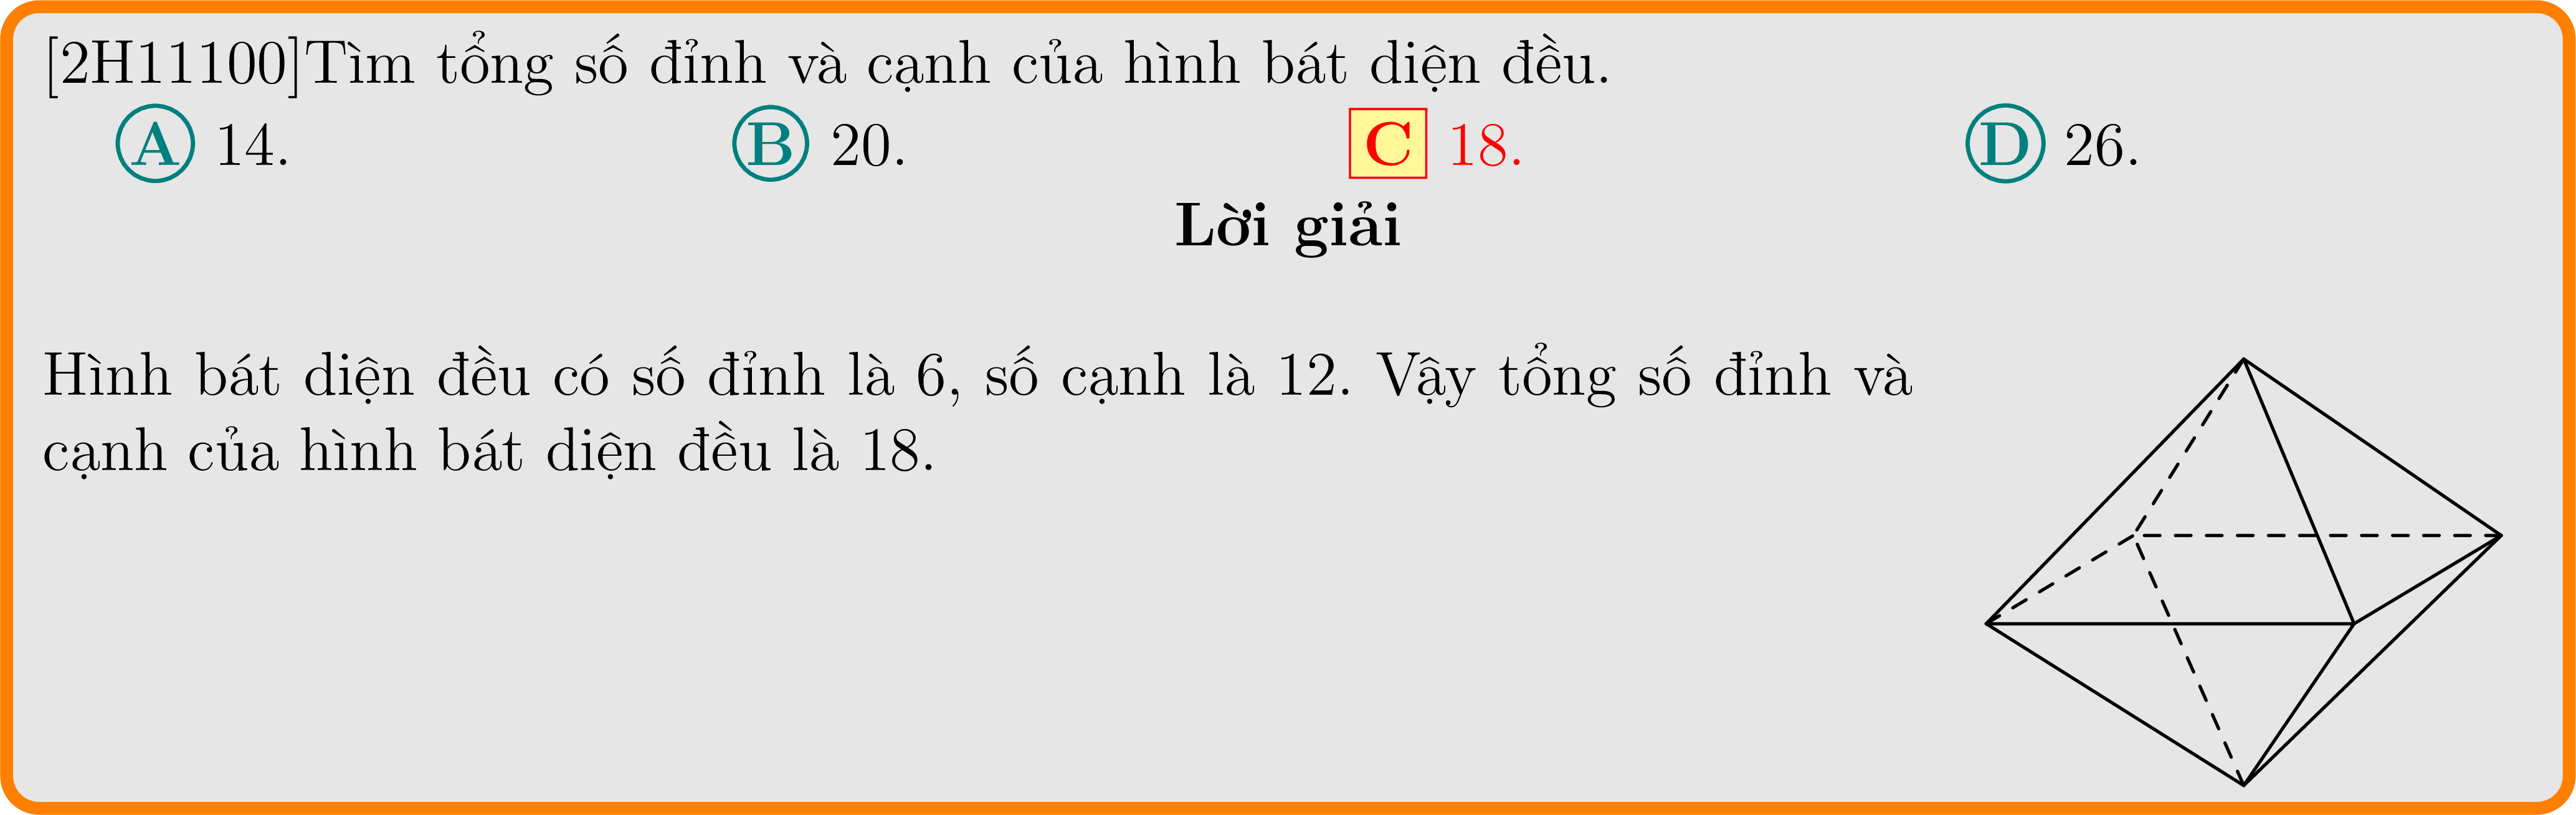 [2H11100]Tìm tổng số đỉnh và cạnh của hình bát diện đều.
A 14. B 20. C 18. D 26.
Lời giải
Hình bát diện đều có số đỉnh là 6, số cạnh là 12. Vậy tổng số đỉnh và
cạnh của hình bát diện đều là 18.